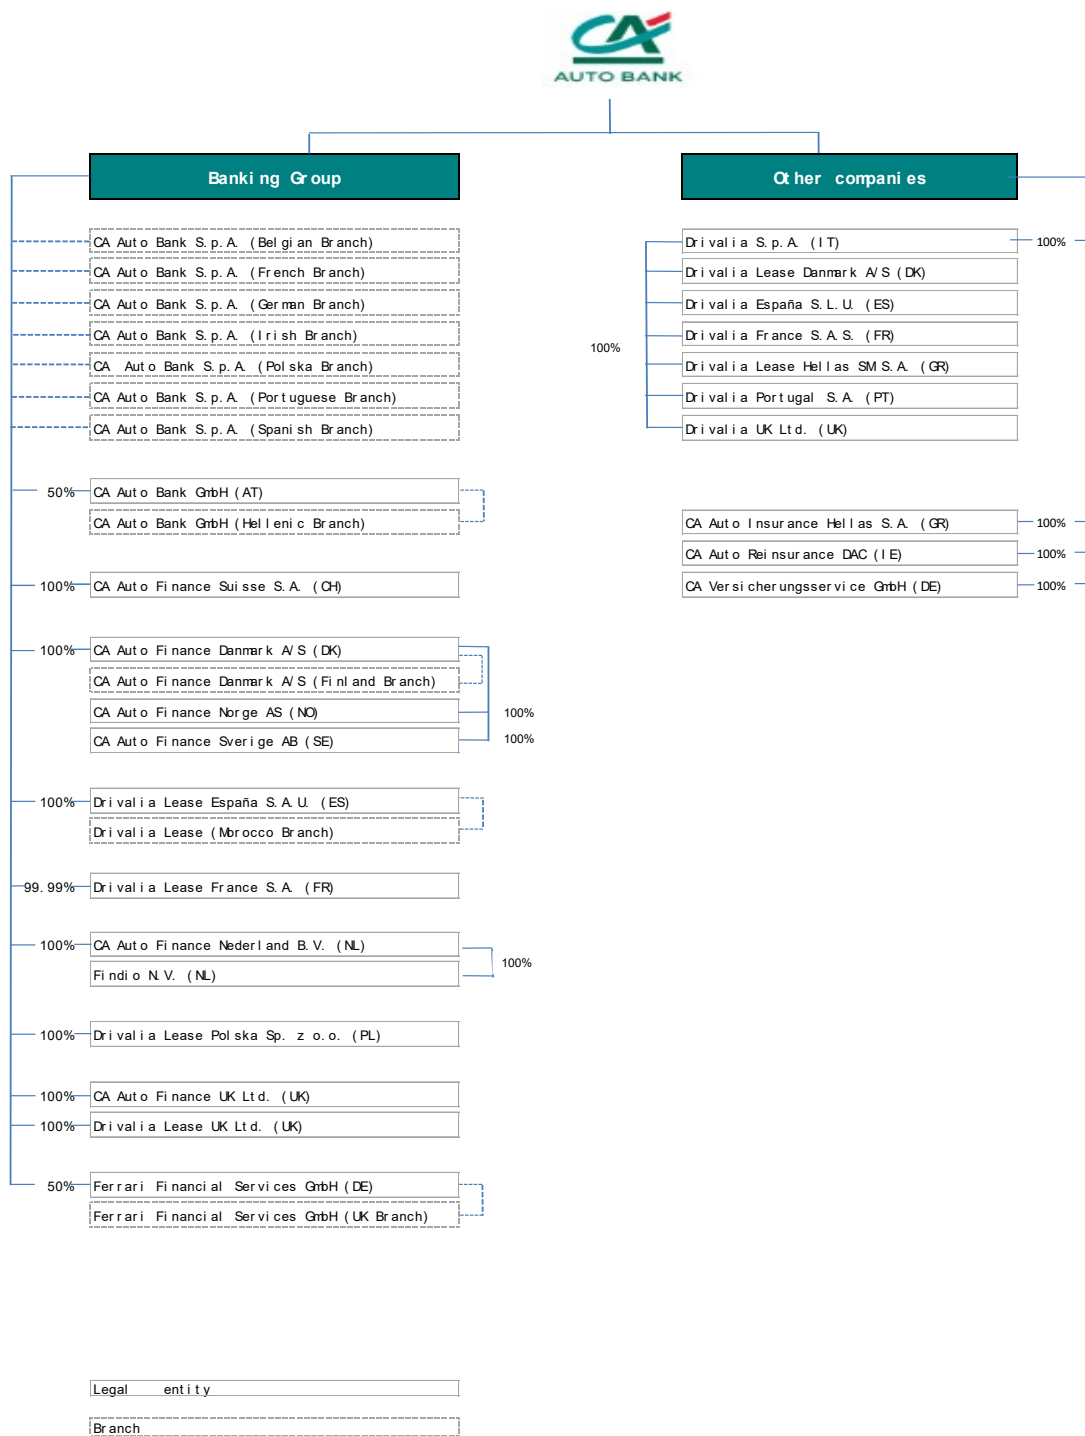 CA
AUTO BANK
Banking Group
CA Auto Bank S.p.A. (Belgian Branch)
CA Auto Bank S.p.A. (French Branch)
CA Auto Bank S.p.A. (German Branch)
CA Auto Bank S.p.A. (Irish Branch)
CA Auto Bank S.p.A. (Polska Branch)
CA Auto Bank S.p.A. (Portuguese Branch)
CA Auto Bank S.p.A. (Spanish Branch)
50% CA Auto Bank GmbH (AT)
CA Auto Bank GmbH (Hellenic Branch)
100% CA Auto Finance Suisse S.A. (CH)
100% CA Auto Finance Danmark A/S (DK)
CA Auto Finance Danmark A/S (Finland Branch)
CA Auto Finance Norge AS (NO) 100%
CA Auto Finance Sverige AB (SE) 100%
100% Drivalia Lease España S.A.U. (ES)
Drivalia Lease (Morocco Branch)
99.99% Drivalia Lease France S.A. (FR)
100% CA Auto Finance Nederland B.V. (NL)
100%
Findio N.V. (NL)
100% Drivalia Lease Polska Sp. z o.o. (PL)
100% CA Auto Finance UK Ltd. (UK)
100% Drivalia Lease UK Ltd. (UK)
50% Ferrari Financial Services GmbH (DE)
Ferrari Financial Services GmbH (UK Branch)
Other companies
Drivalia S.p.A. (IT) 100%
Drivalia Lease Danmark A/S (DK)
Drivalia España S.L.U. (ES)
Drivalia France S.A.S. (FR)
100%
Drivalia Lease Hellas SM S.A. (GR)
Drivalia Portugal S.A. (PT)
Drivalia UK Ltd. (UK)
CA Auto Insurance Hellas S.A. (GR) 100%
CA Auto Reinsurance DAC (IE) 100%
CA Versicherungsservice GmbH (DE) 100%
Legal entity
Branch